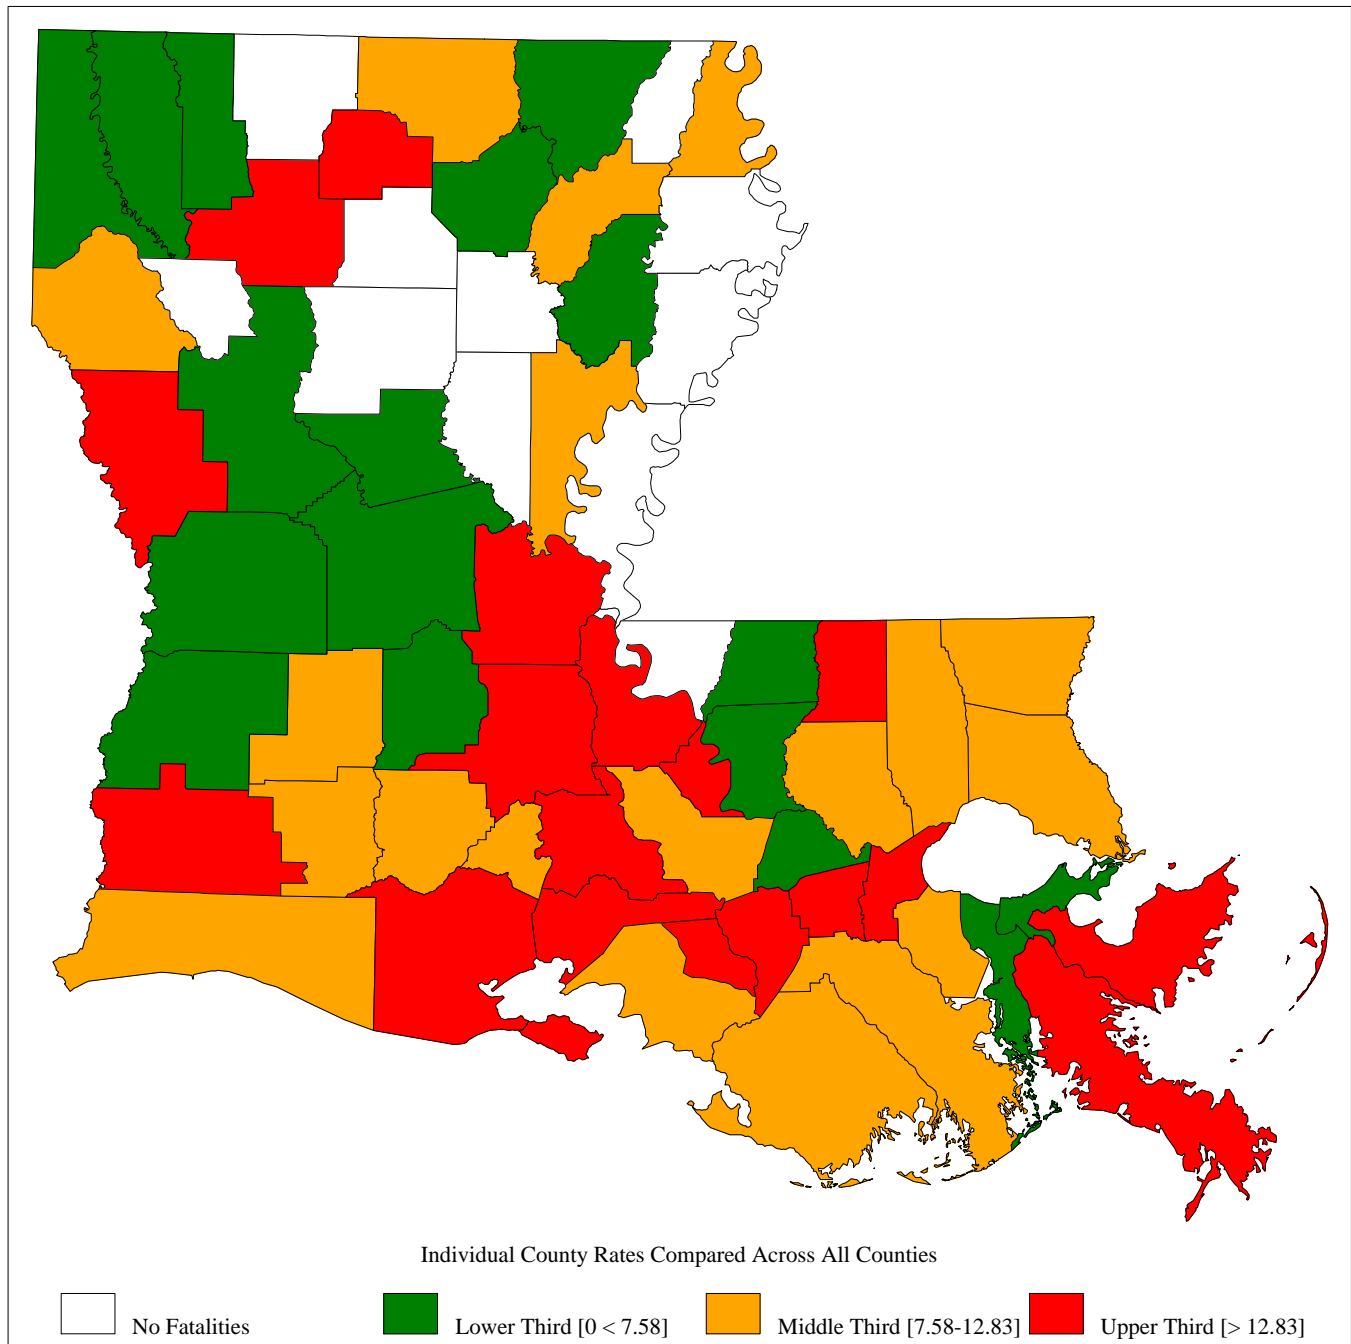 Individual County Rates Compared Across All Counties
No Fatalities
Lower Third [0 < 7.58]
Middle Third [7.58-12.83]
Upper Third [> 12.83]